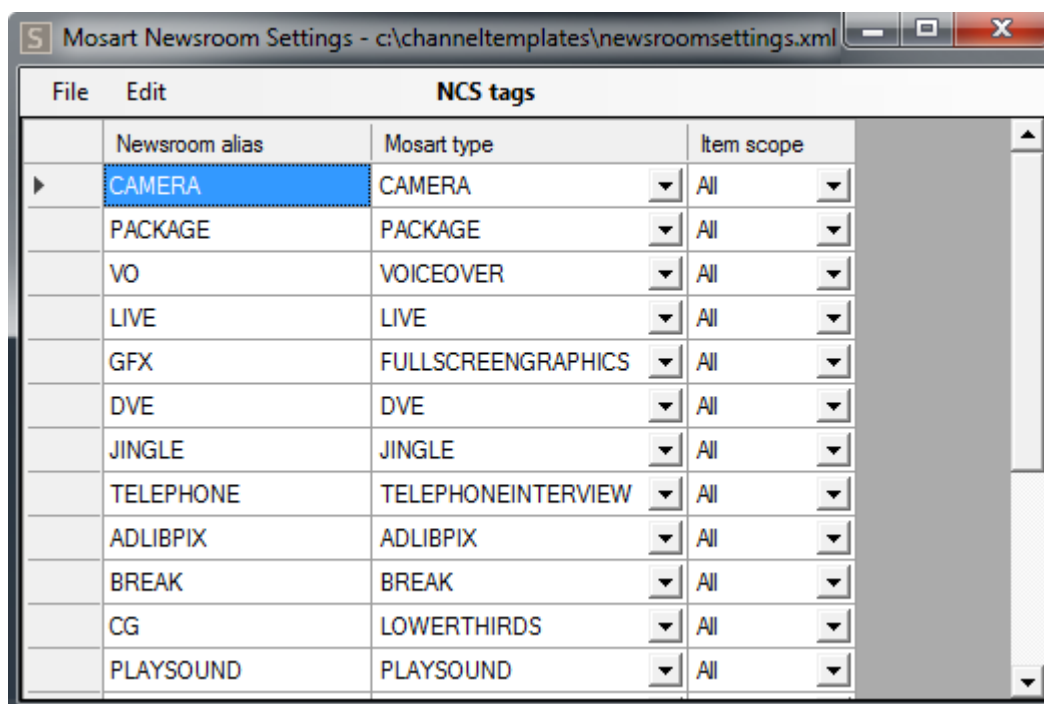 S Mosart Newsroom Settings - c:\channeltemplates\newsroomsettings.xml
File Edit NCS tags
Newsroom alias Mosart type Item scope
CAMERA CAMERA All
PACKAGE PACKAGE All
VO VOICEOVER All
LIVE LIVE All
GFX FULLSCREENGRAPHICS All
DVE DVE All
JINGLE JINGLE All
TELEPHONE TELEPHONEINTERVIEW All
ADLIBPIX ADLIBPIX All
BREAK BREAK All
CG LOWERTHIRDS All
PLAYSOUND PLAYSOUND All